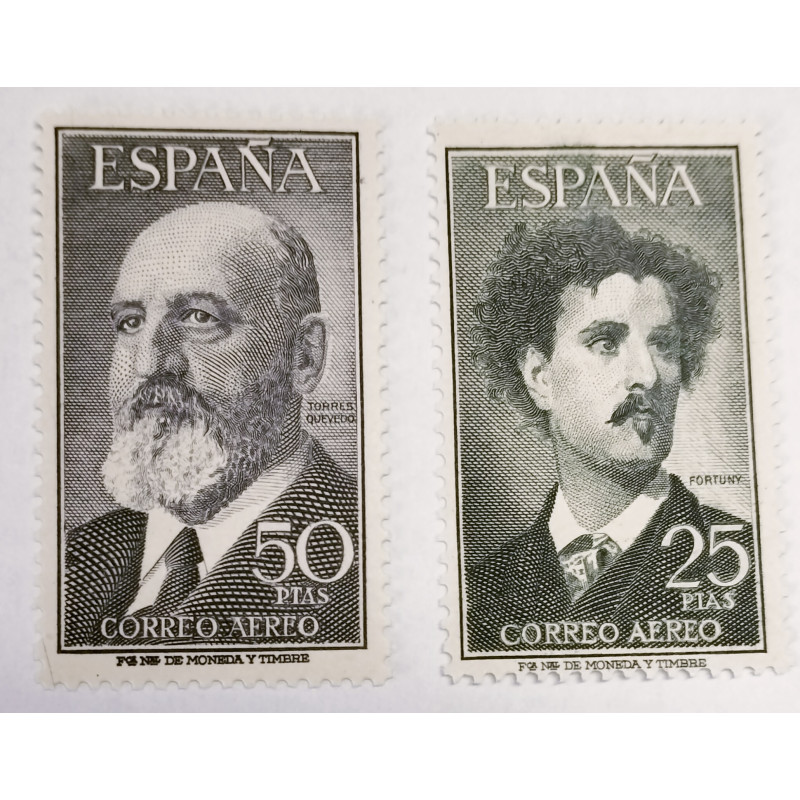 ESPAÑA
TORRES
QUEVEDO
50
PTAS
CORREO AEREO
Fca NAL DE MONEDA Y TIMBRE
ESPAÑA
FORTUNY
25
PTAS
CORREO AEREO
Fca NAL DE MONEDA Y TIMBRE